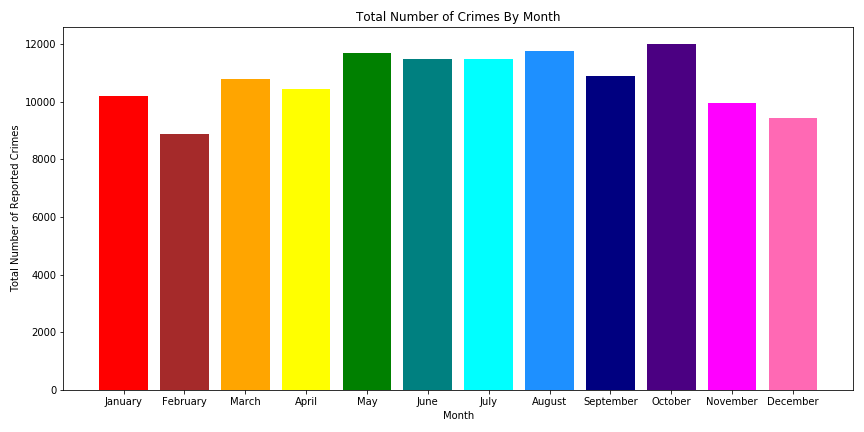 Total Number of Crimes By Month
Total Number of Reported Crimes
12000
10000
8000
6000
4000
2000
0
January February March April May June July August September October November December
Month